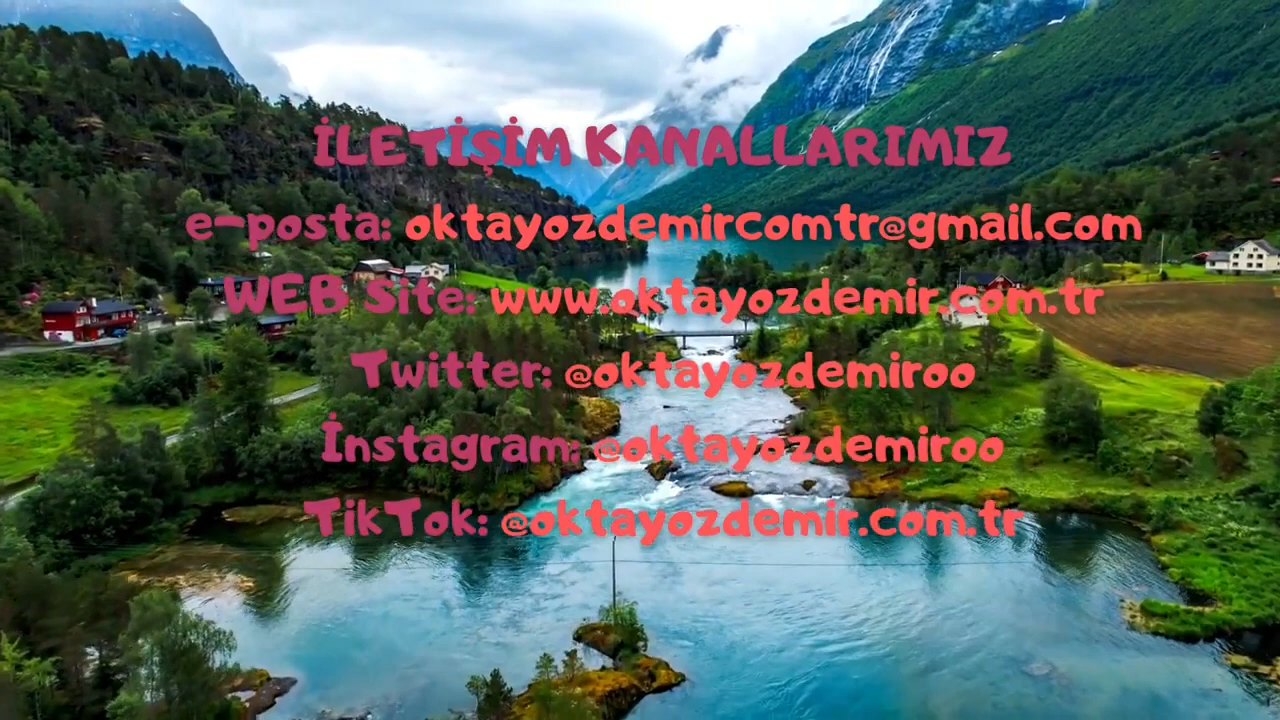 İLETİŞİM KANALLARIMIZ
e-posta: oktayozdemircomtr@gmail.com
WEB Site: www.oktayozdemir.com.tr
Twitter: @oktayozdemiroo
İnstagram: @oktayozdemiroo
TikTok: @oktayozdemir.com.tr